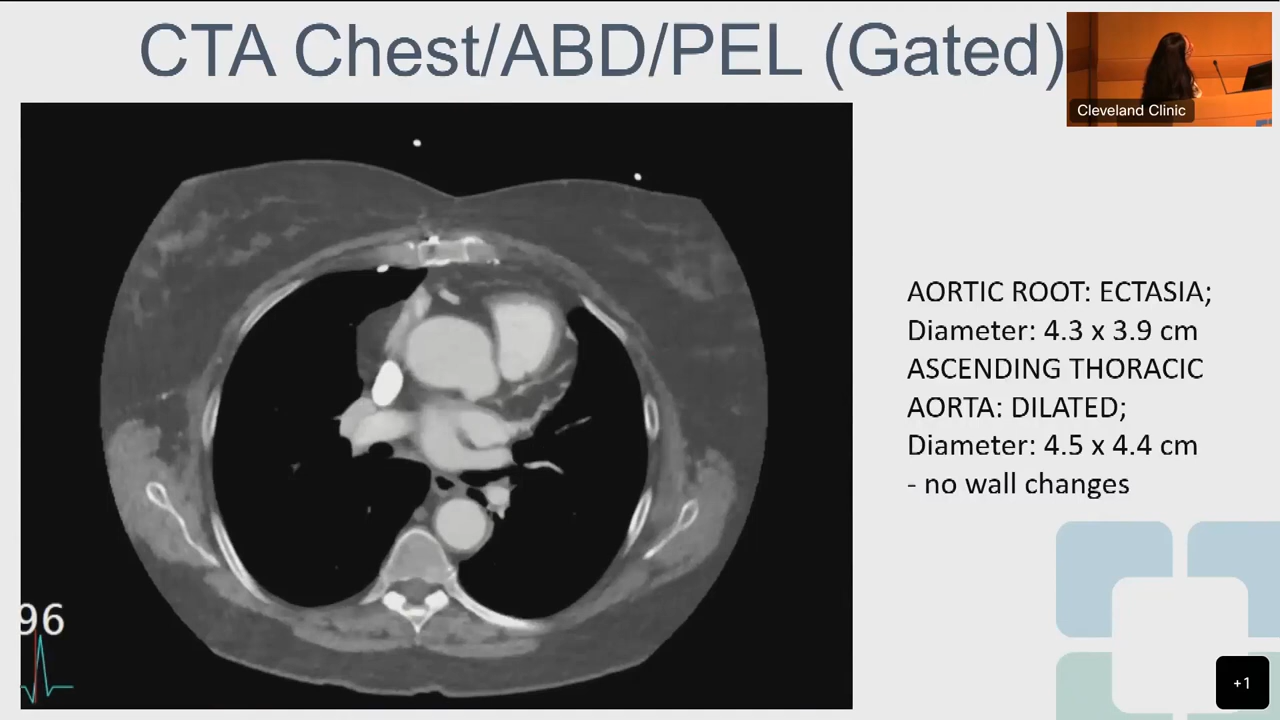 CTA Chest/ABD/PEL (Gated)
Cleveland Clinic
AORTIC ROOT: ECTASIA;
Diameter: 4.3 x 3.9 cm
ASCENDING THORACIC
AORTA: DILATED;
Diameter: 4.5 x 4.4 cm
- no wall changes
96
+1